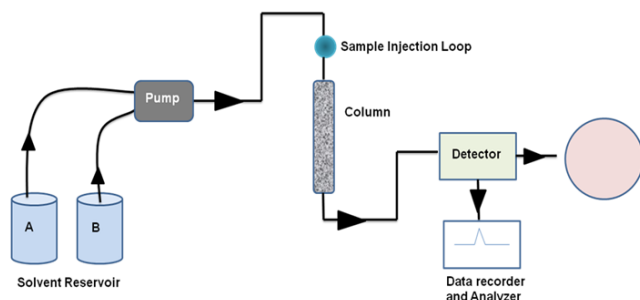 Sample Injection Loop
Pump
Column
Detector
A
B
Solvent Reservoir
Data recorder
and Analyzer